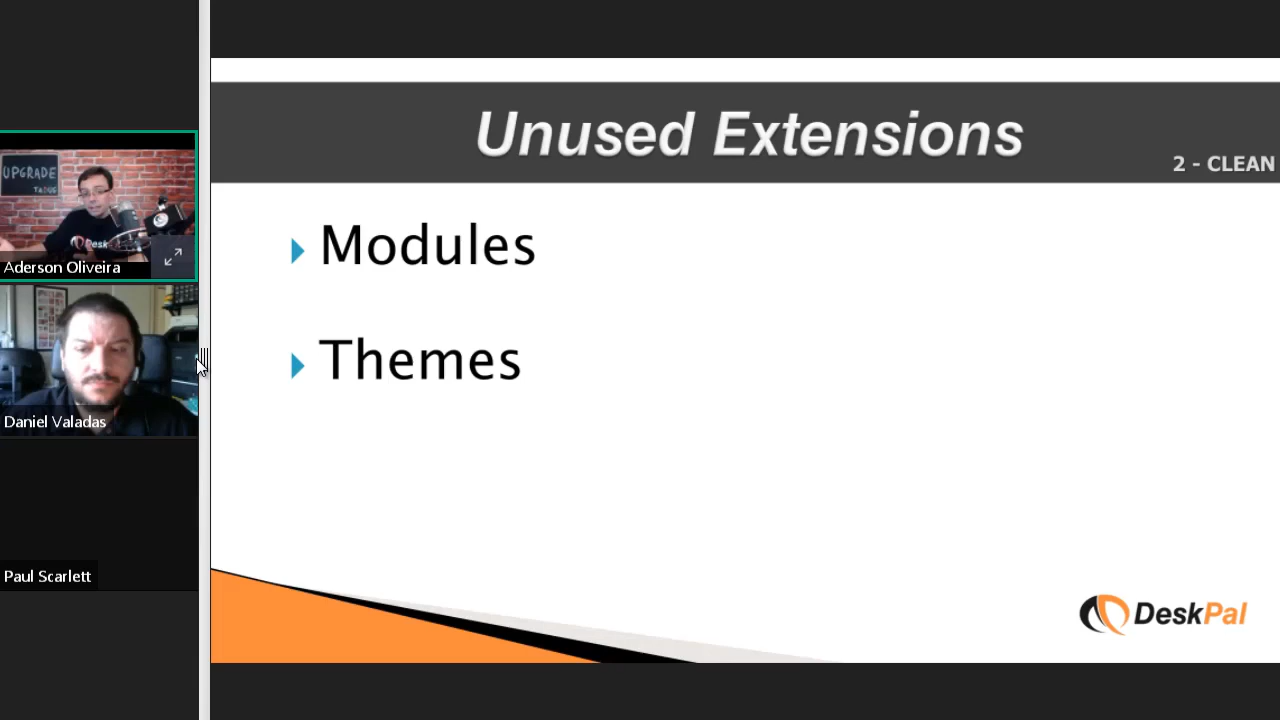 UPGRADE
Aderson Oliveira
Daniel Valadas
Paul Scarlett
Unused Extensions
2 - CLEAN
Modules
Themes
DeskPal